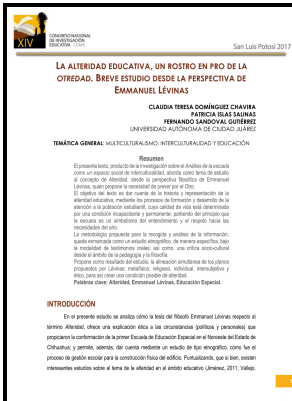 XIV
CONGRESO NACIONAL
DE INVESTIGACIÓN
EDUCATIVA - COMIE
San Luis Potosí 2017
LA ALTERIDAD EDUCATIVA, UN ROSTRO EN PRO DE LA
OTREDAD. BREVE ESTUDIO DESDE LA PERSPECTIVA DE
EMMANUEL LÉVINAS
CLAUDIA TERESA DOMÍNGUEZ CHAVIRA
PATRICIA ISLAS SALINAS
FERNANDO SANDOVAL GUTIÉRREZ
UNIVERSIDAD AUTÓNOMA DE CIUDAD JUÁREZ
TEMÁTICA GENERAL: MULTICULTURALISMO, INTERCULTURALIDAD Y EDUCACIÓN
Resumen
El presente texto, producto de la investigación sobre el Análisis de la escuela
como un espacio social de interculturalidad, aborda como tema de estudio
al concepto de Alteridad, desde la perspectiva filosófica de Emmanuel
Lévinas, quien propone la necesidad de prever por el Otro.
El objetivo del texto es dar cuenta de la historia y representación de la
alteridad educativa, mediante los procesos de formación y desarrollo de la
atención a la población estudiantil, cuya calidad de vida está determinada
por una condición incapacitante y permanente; partiendo del principio que
la escuela es un simbolismo del entendimiento y el respeto hacia las
necesidades del otro.
La metodología propuesta para la recogida y análisis de la información,
queda enmarcada como un estudio etnográfico, de manera específica, bajo
la modalidad de testimonios orales; así como, una crítica socio-cultural
desde el ámbito de la pedagogía y la filosofía.
Propone como resultado del estudio, la alineación simultánea de los planos
propuestos por Lévinas: metafísico, religioso, individual, intersubjetivo y
ético, para así crear una condición posible de alteridad.
Palabras clave: Alteridad, Emmanuel Lévinas, Educación Especial.
INTRODUCCIÓN
En el presente estudio se analiza cómo la tesis del filósofo Emmanuel Lévinas respecto al
término Alteridad, ofrece una explicación ética a las circunstancias (políticas y personales) que
propiciaron la conformación de la primer Escuela de Educación Especial en el Noroeste del Estado de
Chihuahua; y permite, además, dar cuenta mediante un estudio de tipo etnográfico, cómo fue el
proceso de gestión escolar para la construcción física del edificio. Puntualizando, que si bien, existen
interesantes estudios sobre el tema de la alteridad en el ámbito educativo (Jiménez, 2011; Vallejo,